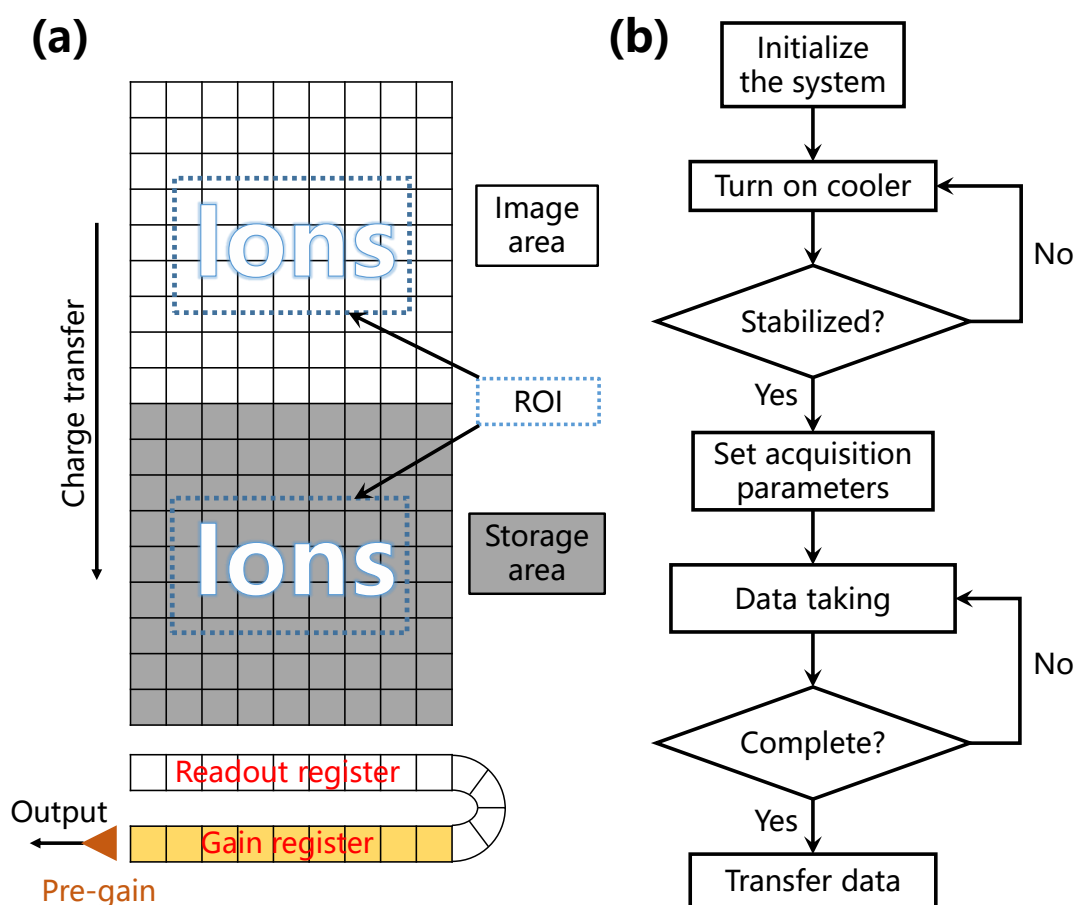 (a)
Ions
Image
area
Charge transfer
ROI
Ions
Storage
area
Readout register
Output
Gain register
Pre-gain
(b)
Initialize
the system
Turn on cooler
No
Stabilized?
Yes
Set acquisition
parameters
Data taking
No
Complete?
Yes
Transfer data